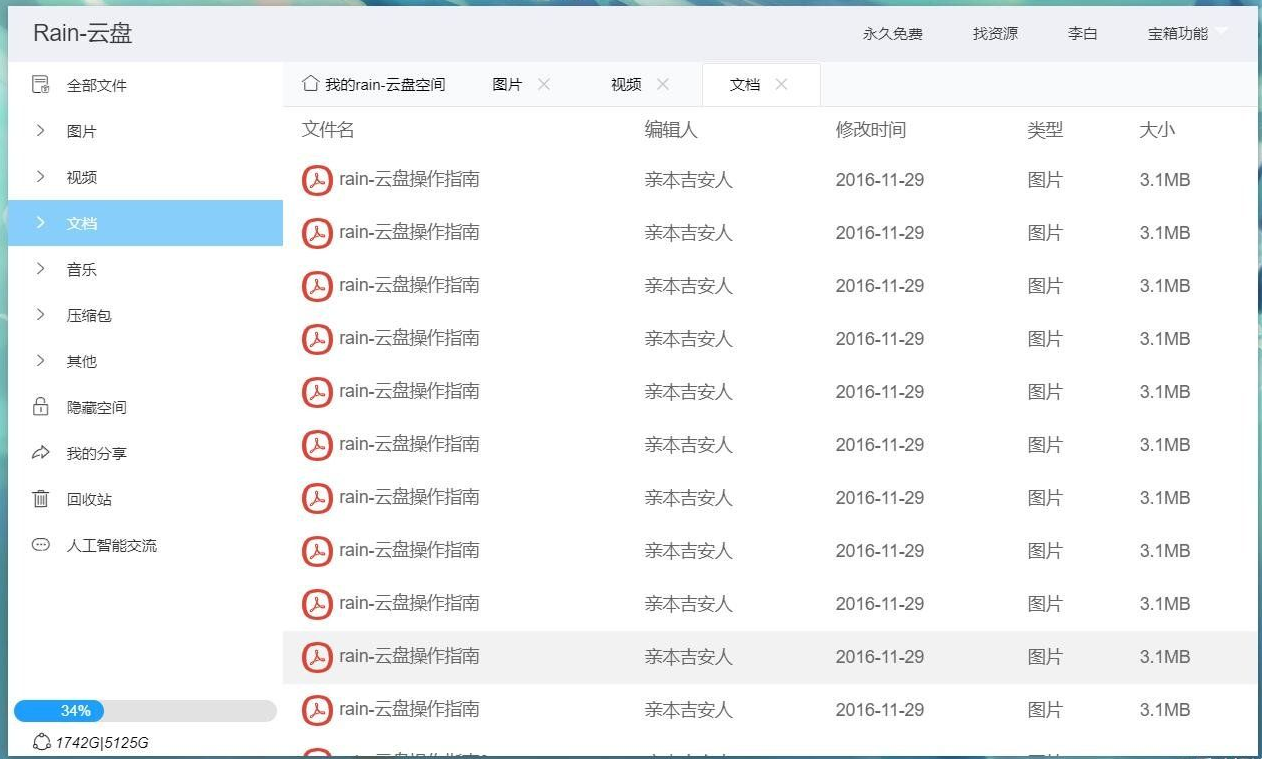 Rain-云盘 永久免费 找资源 李白 宝箱功能
全部文件
图片
视频
文档
音乐
压缩包
其他
隐藏空间
我的分享
回收站
人工智能交流
34%
1742G|5125G
我的rain-云盘空间 图片 视频 文档
文件名 编辑人 修改时间 类型 大小
rain-云盘操作指南 亲本吉安人 2016-11-29 图片 3.1MB
rain-云盘操作指南 亲本吉安人 2016-11-29 图片 3.1MB
rain-云盘操作指南 亲本吉安人 2016-11-29 图片 3.1MB
rain-云盘操作指南 亲本吉安人 2016-11-29 图片 3.1MB
rain-云盘操作指南 亲本吉安人 2016-11-29 图片 3.1MB
rain-云盘操作指南 亲本吉安人 2016-11-29 图片 3.1MB
rain-云盘操作指南 亲本吉安人 2016-11-29 图片 3.1MB
rain-云盘操作指南 亲本吉安人 2016-11-29 图片 3.1MB
rain-云盘操作指南 亲本吉安人 2016-11-29 图片 3.1MB
rain-云盘操作指南 亲本吉安人 2016-11-29 图片 3.1MB
rain-云盘操作指南 亲本吉安人 2016-11-29 图片 3.1MB